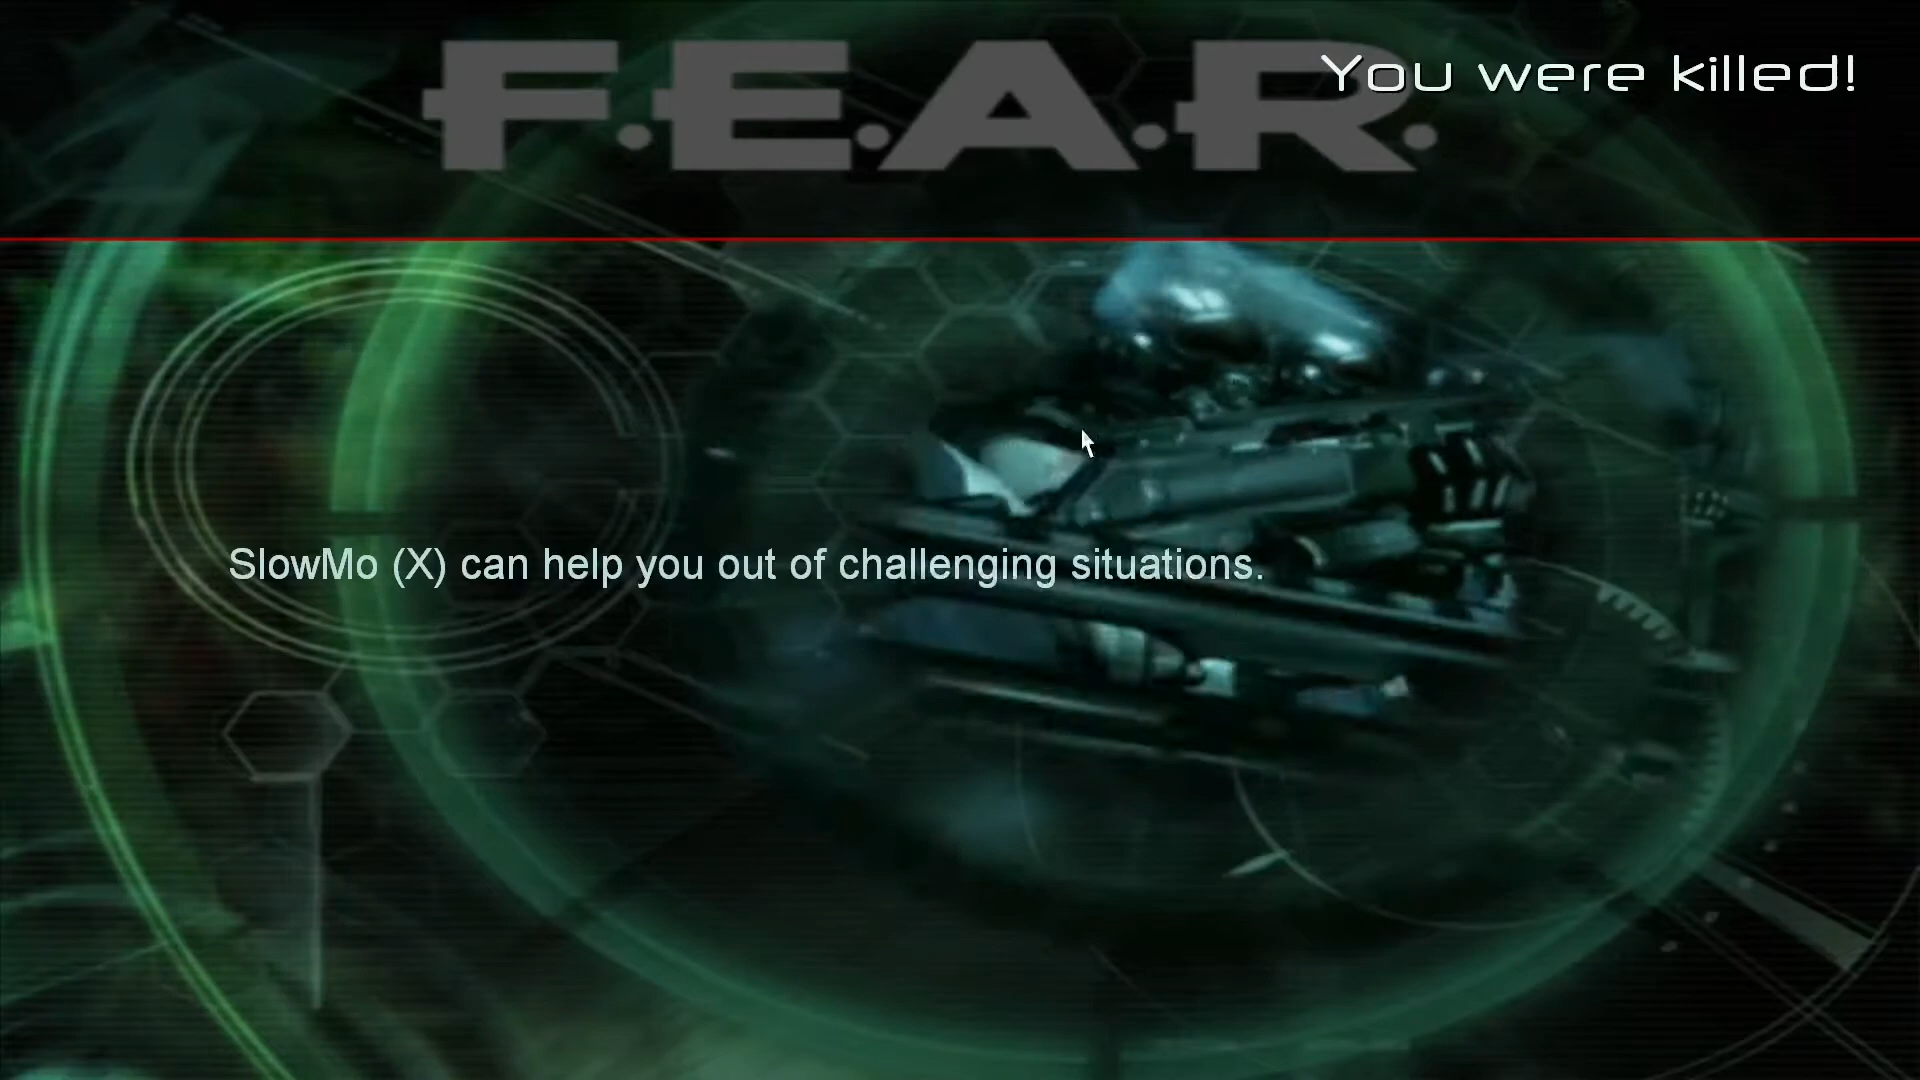 F.E.A.R.
You were killed!
SlowMo (X) can help you out of challenging situations.